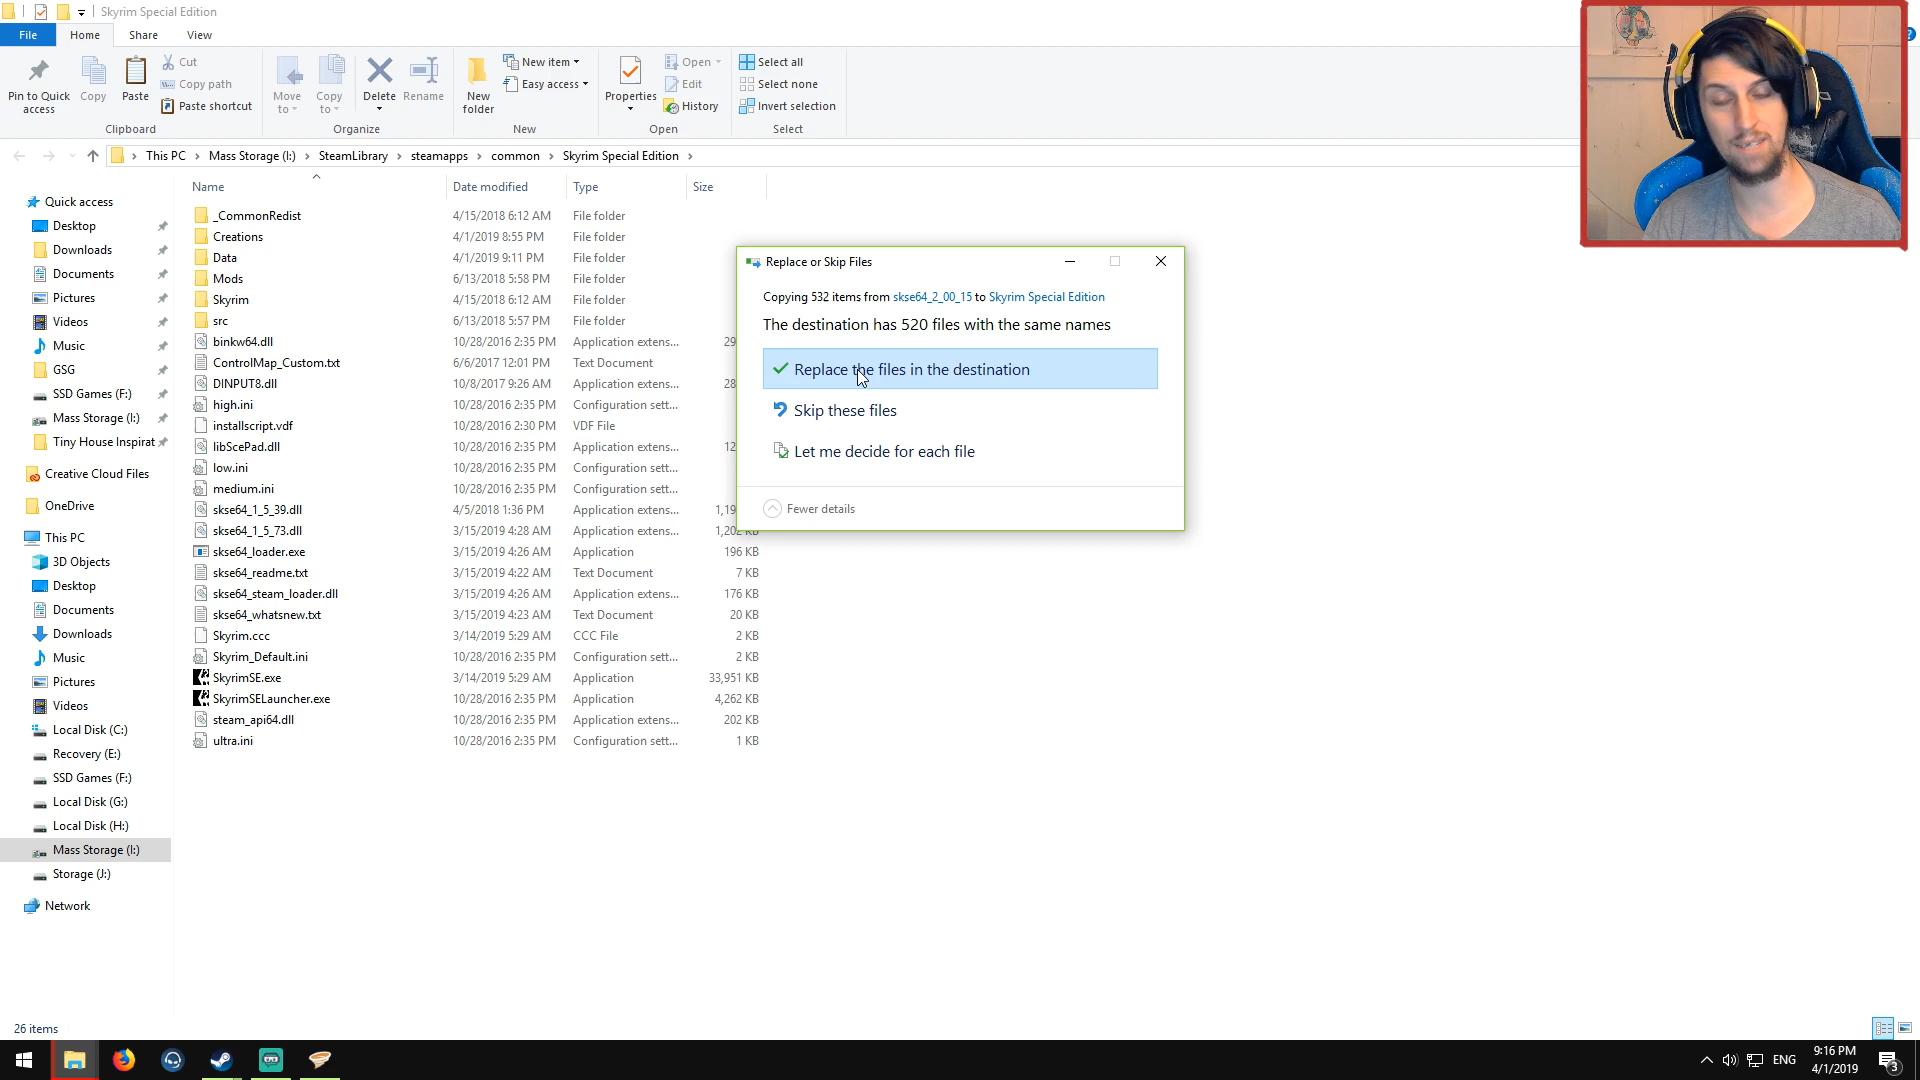 Skyrim Special Edition
File
Home
Share
View
Pin to Quick access
Copy
Paste
Cut
Copy path
Paste shortcut
Clipboard
Move to
Copy to
Delete
Rename
Organize
New folder
New item
Easy access
New
Properties
Open
Edit
History
Open
Select all
Select none
Invert selection
Select
This PC > Mass Storage (I:) > SteamLibrary > steamapps > common > Skyrim Special Edition >
Name Date modified Type Size
_CommonRedist 4/15/2018 6:12 AM File folder
Creations 4/1/2019 8:55 PM File folder
Data 4/1/2019 9:11 PM File folder
Mods 6/13/2018 5:58 PM File folder
Skyrim 4/15/2018 6:12 AM File folder
src 6/13/2018 5:57 PM File folder
binkw64.dll 10/28/2016 2:35 PM Application extens... 29
ControlMap_Custom.txt 6/6/2017 12:01 PM Text Document
DINPUT8.dll 10/8/2017 9:26 AM Application extens... 28
high.ini 10/28/2016 2:35 PM Configuration sett...
installscript.vdf 10/28/2016 2:30 PM VDF File
libScePad.dll 10/28/2016 2:35 PM Application extens... 12
low.ini 10/28/2016 2:35 PM Configuration sett...
medium.ini 10/28/2016 2:35 PM Configuration sett...
skse64_1_5_39.dll 4/5/2018 1:36 PM Application extens... 1,19
skse64_1_5_73.dll 3/15/2019 4:28 AM Application extens... 1,202 KB
skse64_loader.exe 3/15/2019 4:26 AM Application 196 KB
skse64_readme.txt 3/15/2019 4:22 AM Text Document 7 KB
skse64_steam_loader.dll 3/15/2019 4:26 AM Application extens... 176 KB
skse64_whatsnew.txt 3/15/2019 4:23 AM Text Document 20 KB
Skyrim.ccc 3/14/2019 5:29 AM CCC File 2 KB
Skyrim_Default.ini 10/28/2016 2:35 PM Configuration sett... 2 KB
SkyrimSE.exe 3/14/2019 5:29 AM Application 33,951 KB
SkyrimSELauncher.exe 10/28/2016 2:35 PM Application 4,262 KB
steam_api64.dll 10/28/2016 2:35 PM Application extens... 202 KB
ultra.ini 10/28/2016 2:35 PM Configuration sett... 1 KB
Quick access
Desktop
Downloads
Documents
Pictures
Videos
Music
GSG
SSD Games (F:)
Mass Storage (I:)
Tiny House Inspirat
Creative Cloud Files
OneDrive
This PC
3D Objects
Desktop
Documents
Downloads
Music
Pictures
Videos
Local Disk (C:)
Recovery (E:)
SSD Games (F:)
Local Disk (G:)
Local Disk (H:)
Mass Storage (I:)
Storage (J:)
Network
Replace or Skip Files
Copying 532 items from skse64_2_00_15 to Skyrim Special Edition
The destination has 520 files with the same names
Replace the files in the destination
Skip these files
Let me decide for each file
Fewer details
26 items
ENG
9:16 PM
4/1/2019
3